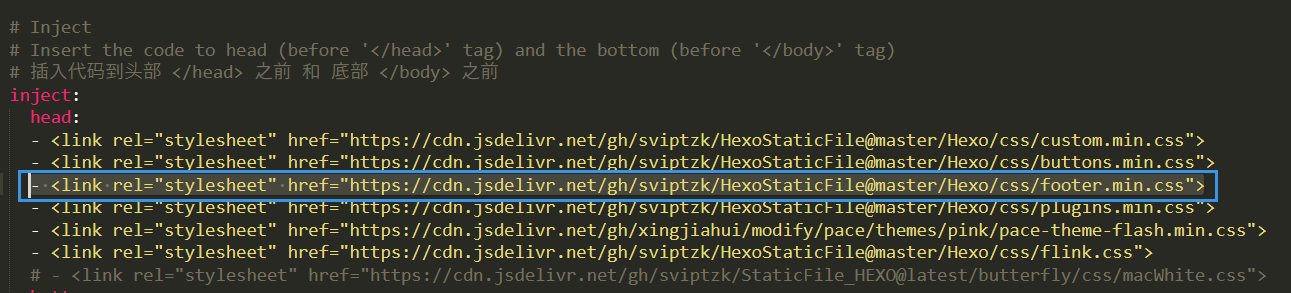 # Inject
# Insert the code to head (before '</head>' tag) and the bottom (before '</body>' tag)
# 插入代码到头部 </head> 之前 和 底部 </body> 之前
inject:
head:
- <link rel="stylesheet" href="https://cdn.jsdelivr.net/gh/sviptzk/HexoStaticFile@master/Hexo/css/custom.min.css">
- <link rel="stylesheet" href="https://cdn.jsdelivr.net/gh/sviptzk/HexoStaticFile@master/Hexo/css/buttons.min.css">
- <link rel="stylesheet" href="https://cdn.jsdelivr.net/gh/sviptzk/HexoStaticFile@master/Hexo/css/footer.min.css">
- <link rel="stylesheet" href="https://cdn.jsdelivr.net/gh/sviptzk/HexoStaticFile@master/Hexo/css/plugins.min.css">
- <link rel="stylesheet" href="https://cdn.jsdelivr.net/gh/xingjiahui/modify/pace/themes/pink/pace-theme-flash.min.css">
- <link rel="stylesheet" href="https://cdn.jsdelivr.net/gh/sviptzk/HexoStaticFile@master/Hexo/css/flink.css">
# - <link rel="stylesheet" href="https://cdn.jsdelivr.net/gh/sviptzk/StaticFile_HEXO@latest/butterfly/css/macWhite.css">